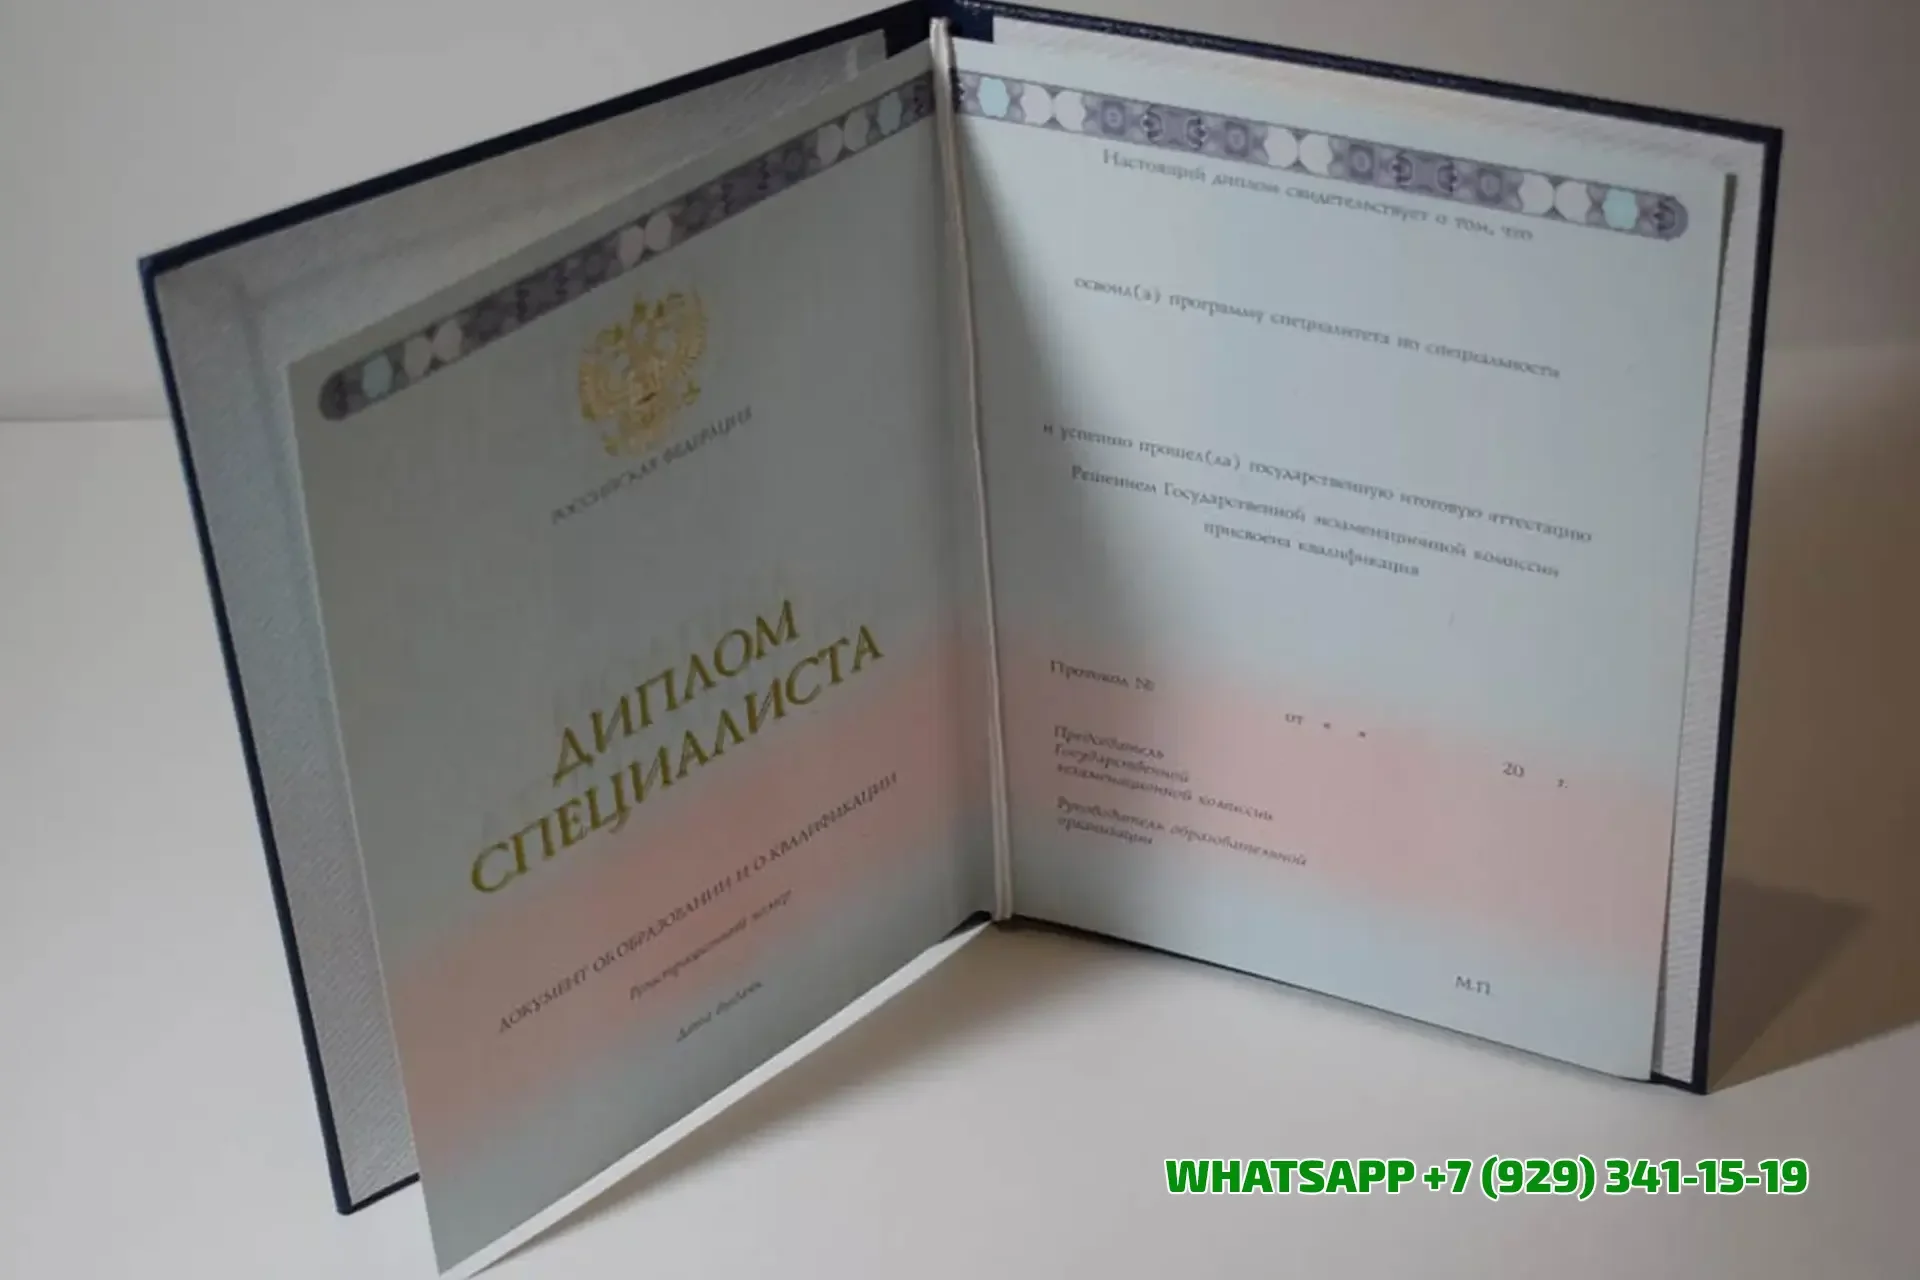 РОССИЙСКАЯ ФЕДЕРАЦИЯ
ДИПЛОМ
СПЕЦИАЛИСТА
ДОКУМЕНТ ОБ ОБРАЗОВАНИИ И О КВАЛИФИКАЦИИ
Регистрационный номер
Дата выдачи
Настоящий диплом свидетельствует о том, что
освоил(а) программу специалитета по специальности
и успешно прошел(ла) государственную итоговую аттестацию
Решением Государственной экзаменационной комиссии
присвоена квалификация
Протокол №
от « »
20 г.
Председатель
Государственной
экзаменационной комиссии
Руководитель образовательной
организации
М.П.
WHATSAPP +7 (929) 341-15-19